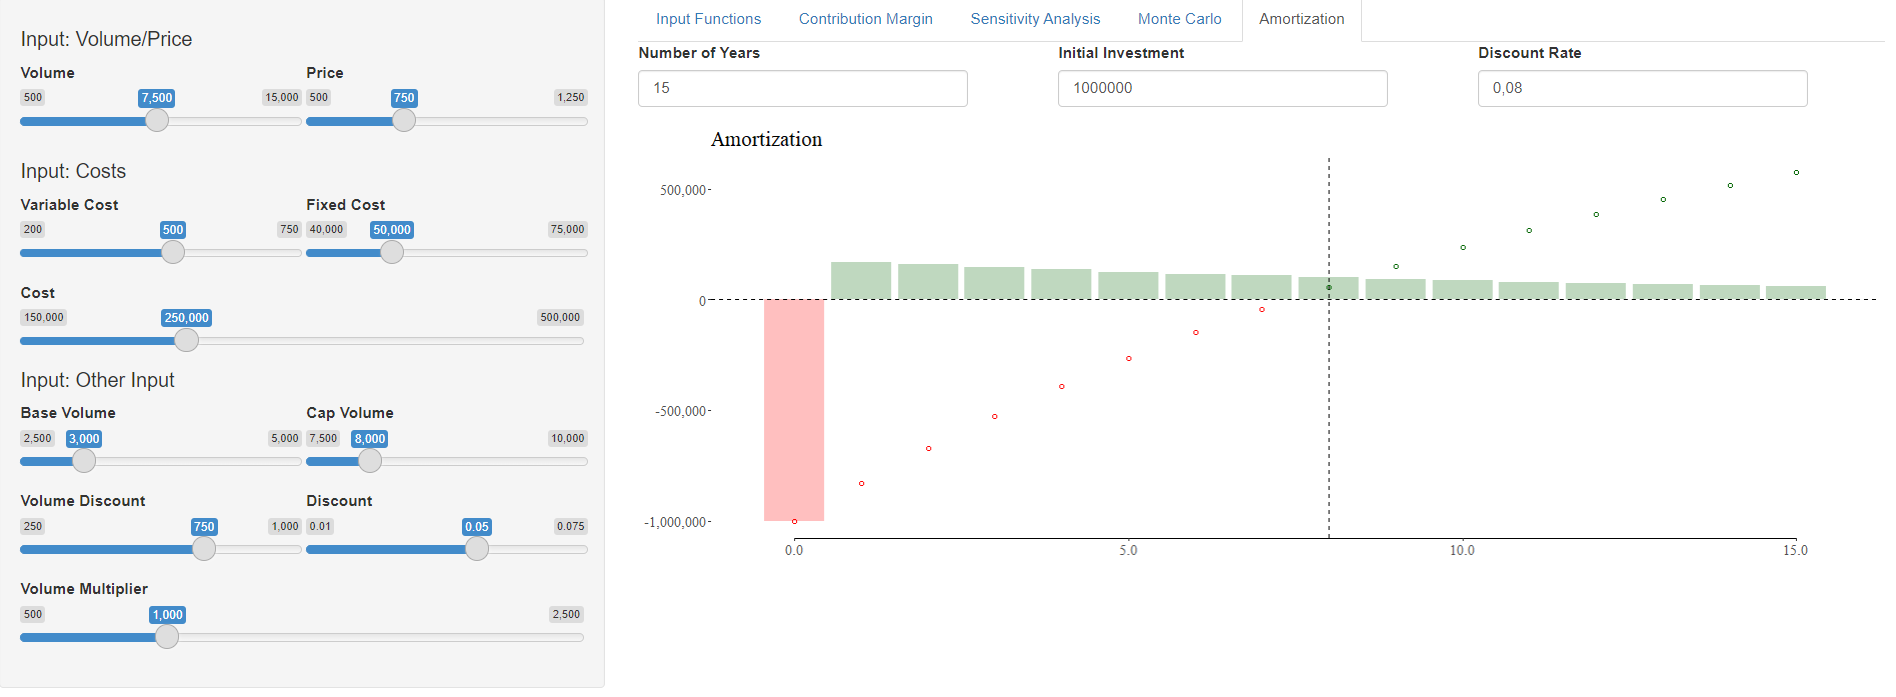 Input: Volume/Price
Volume Price
500 7,500 15,000 500 750 1,250
Input: Costs
Variable Cost Fixed Cost
200 500 750 40,000 50,000 75,000
Cost
150,000 250,000 500,000
Input: Other Input
Base Volume Cap Volume
2,500 3,000 5,000 7,500 8,000 10,000
Volume Discount Discount
250 750 1,000 0.01 0.05 0.075
Volume Multiplier
500 1,000 2,500
Input Functions Contribution Margin Sensitivity Analysis Monte Carlo Amortization
Number of Years Initial Investment Discount Rate
15 1000000 0,08
Amortization
500,000
0
-500,000
-1,000,000
0.0 5.0 10.0 15.0